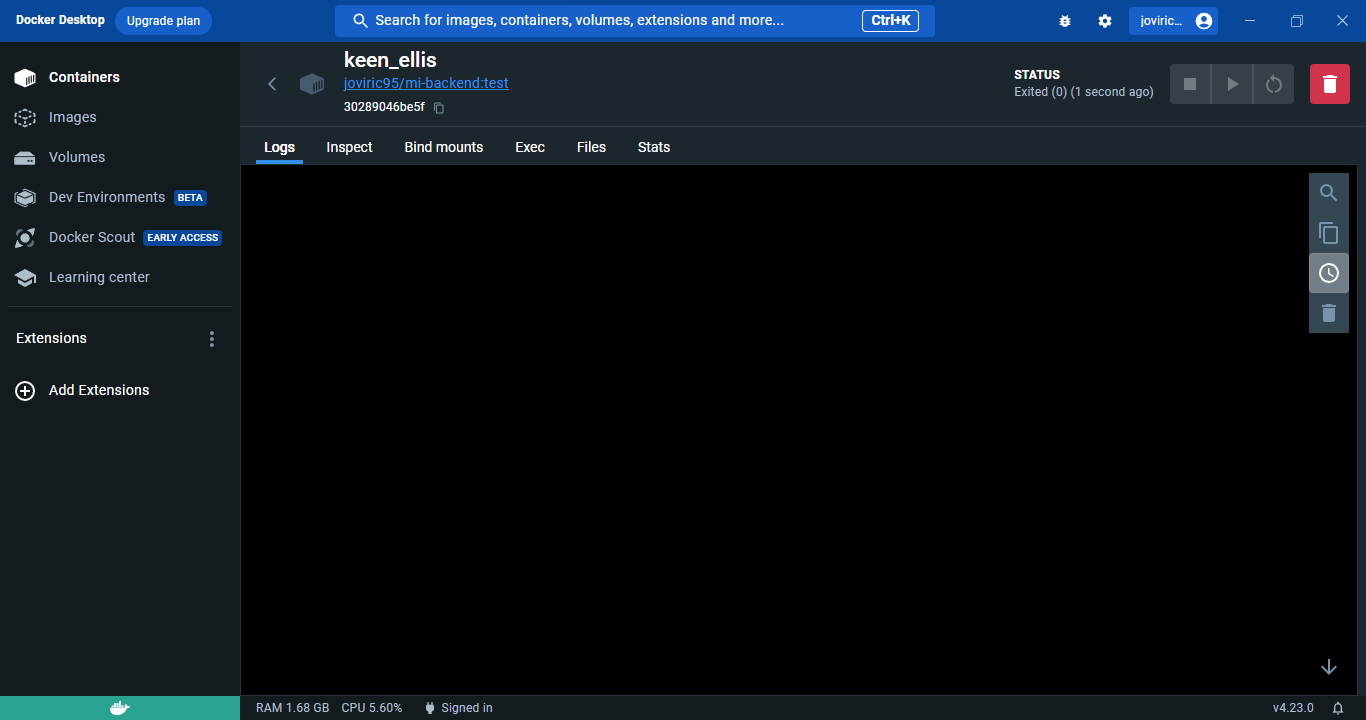 Docker Desktop Upgrade plan Search for images, containers, volumes, extensions and more... Ctrl+K joviric...
Containers
Images
Volumes
Dev Environments BETA
Docker Scout EARLY ACCESS
Learning center
Extensions
Add Extensions
keen_ellis
joviric95/mi-backend:test
30289046be5f
STATUS
Exited (0) (1 second ago)
Logs Inspect Bind mounts Exec Files Stats
RAM 1.68 GB CPU 5.60% Signed in v4.23.0